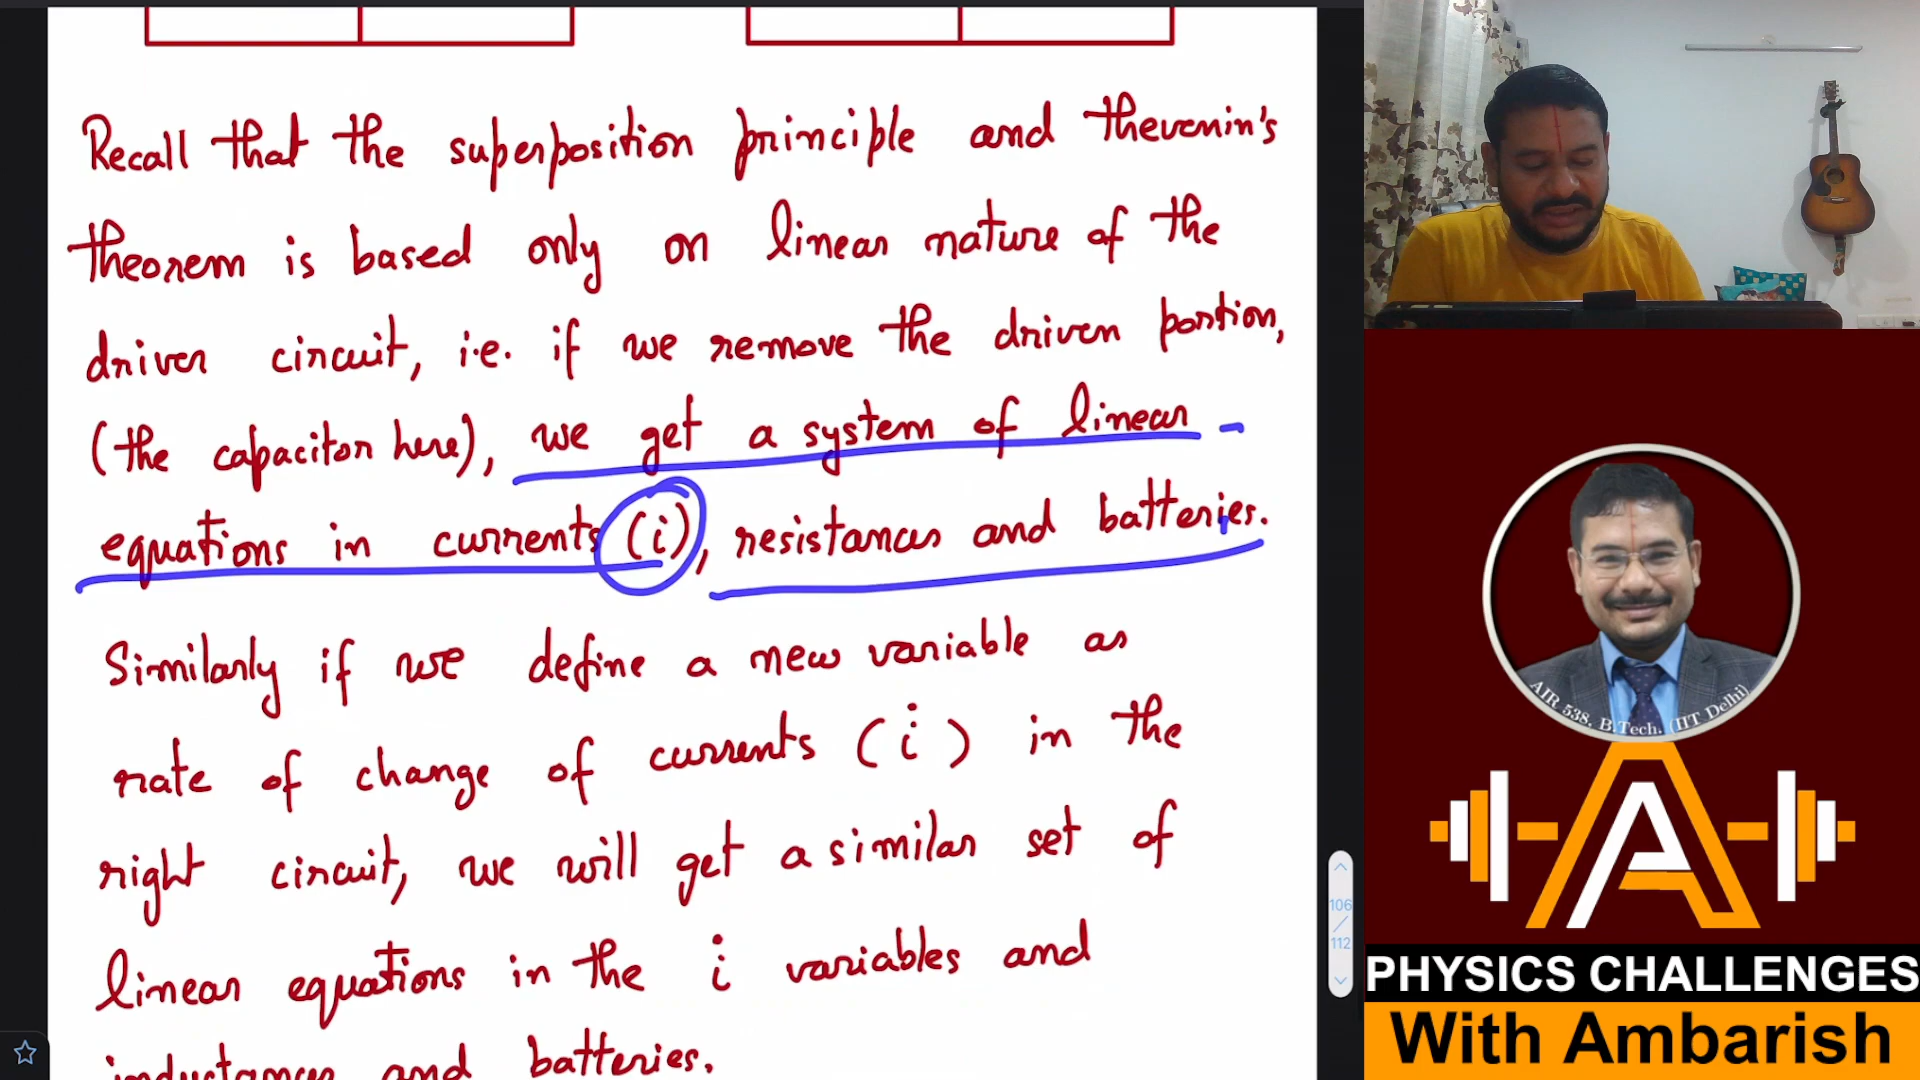 Recall that the superposition principle and thevenin's
theorem is based only on linear nature of the
driver circuit, i.e. if we remove the driven portion,
(the capacitor here), we get a system of linear
equations in currents (i), resistances and batteries.
Similarly if we define a new variable as
rate of change of currents (i̇) in the
right circuit, we will get a similar set of
linear equations in the i̇ variables and
inductances and batteries.
106
/
112
AIR 538, B.Tech. (IIT Delhi)
A
PHYSICS CHALLENGES
With Ambarish